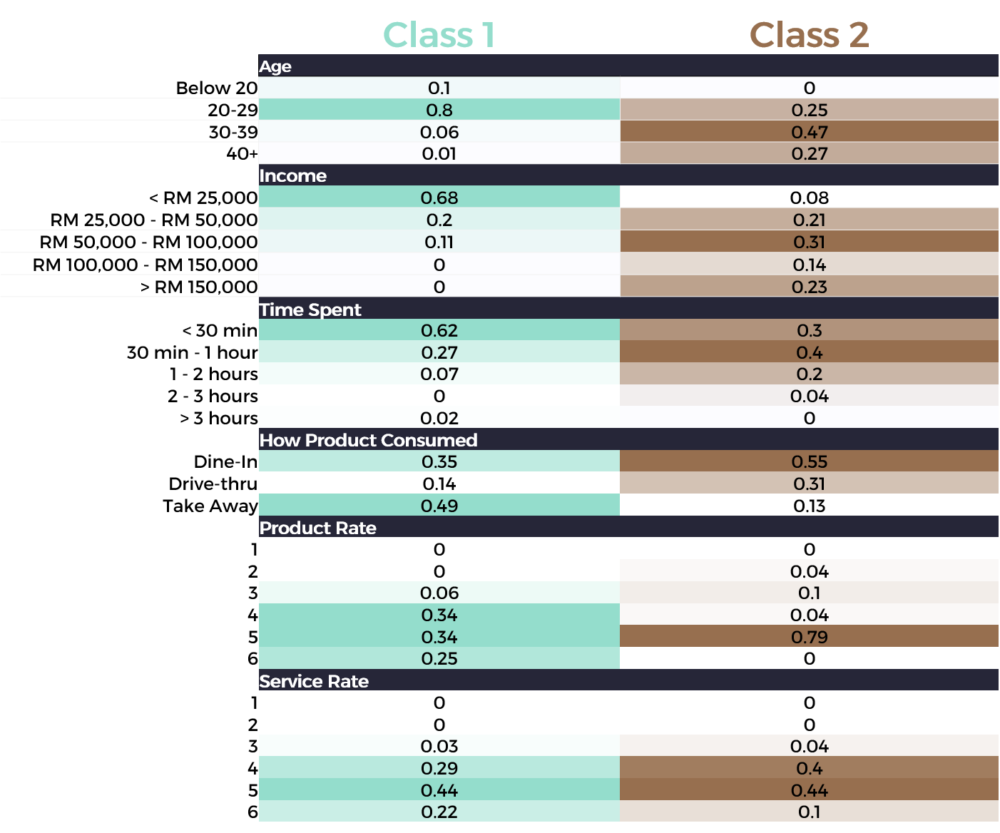 Class 1 Class 2
Age
Below 20 0.1 0
20-29 0.8 0.25
30-39 0.06 0.47
40+ 0.01 0.27
Income
< RM 25,000 0.68 0.08
RM 25,000 - RM 50,000 0.2 0.21
RM 50,000 - RM 100,000 0.11 0.31
RM 100,000 - RM 150,000 0 0.14
> RM 150,000 0 0.23
Time Spent
< 30 min 0.62 0.3
30 min - 1 hour 0.27 0.4
1 - 2 hours 0.07 0.2
2 - 3 hours 0 0.04
> 3 hours 0.02 0
How Product Consumed
Dine-In 0.35 0.55
Drive-thru 0.14 0.31
Take Away 0.49 0.13
Product Rate
1 0 0
2 0 0.04
3 0.06 0.1
4 0.34 0.04
5 0.34 0.79
6 0.25 0
Service Rate
1 0 0
2 0 0
3 0.03 0.04
4 0.29 0.4
5 0.44 0.44
6 0.22 0.1